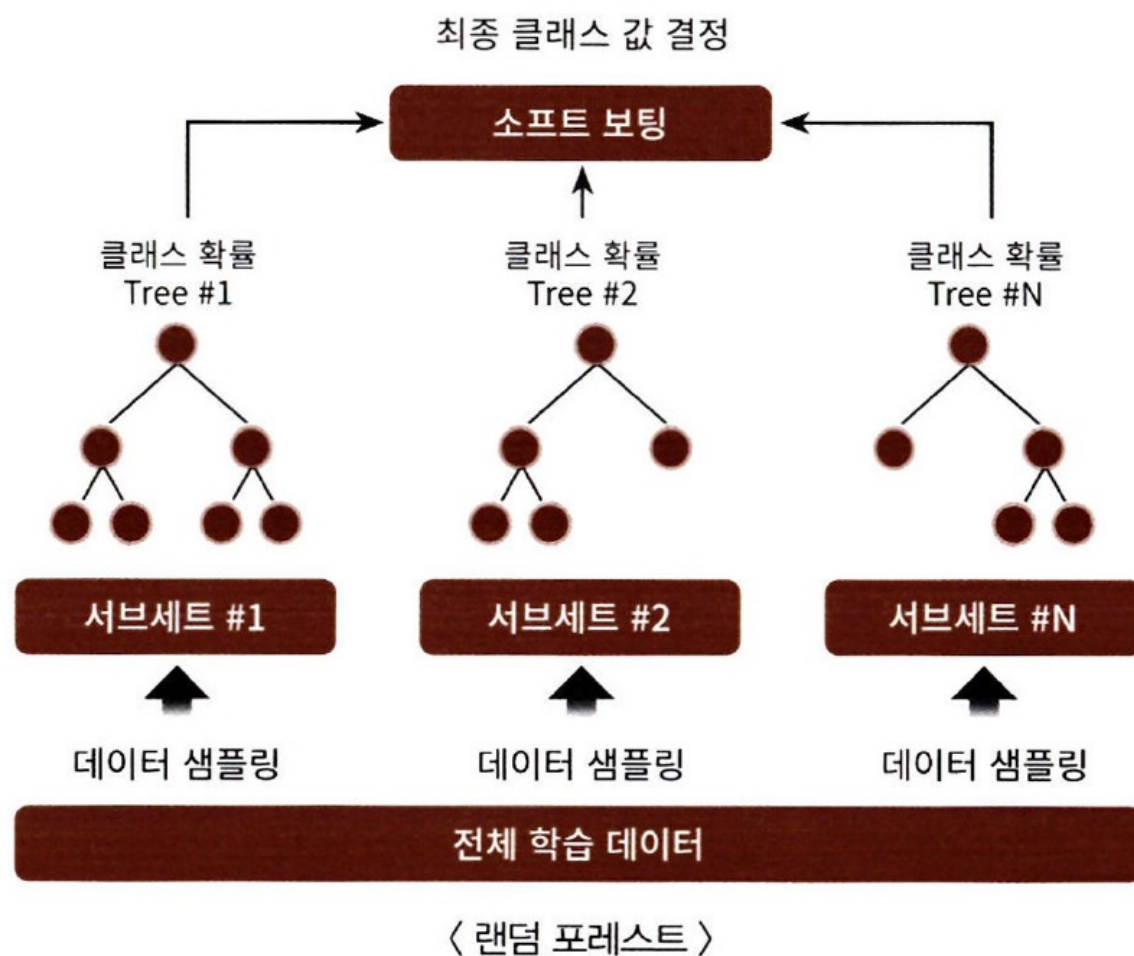 최종 클래스 값 결정
소프트 보팅
클래스 확률
Tree #1
클래스 확률
Tree #2
클래스 확률
Tree #N
서브세트 #1
서브세트 #2
서브세트 #N
데이터 샘플링
데이터 샘플링
데이터 샘플링
전체 학습 데이터
〈 랜덤 포레스트 〉